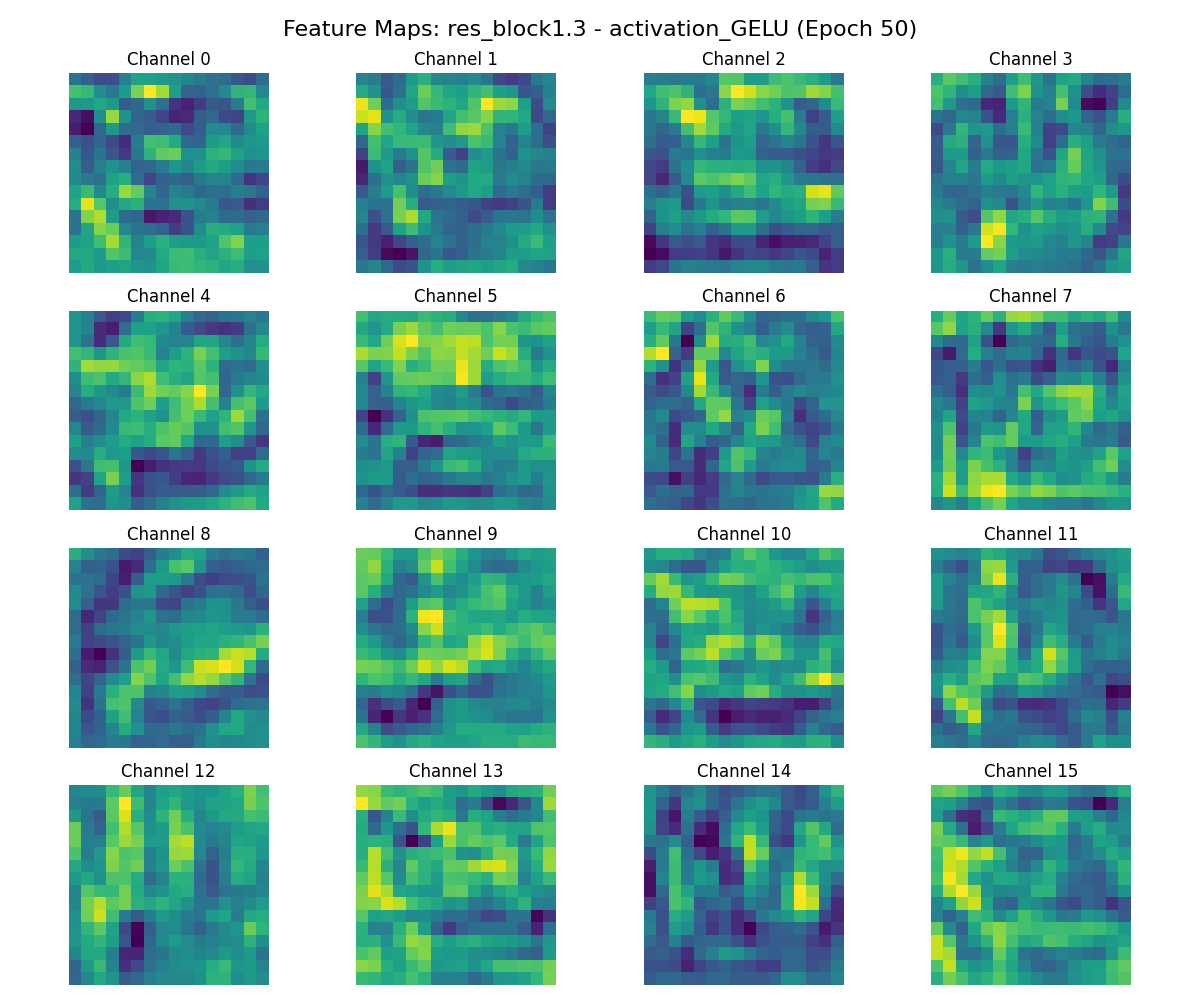 Feature Maps: res_block1.3 - activation_GELU (Epoch 50)
Channel 0 Channel 1 Channel 2 Channel 3
Channel 4 Channel 5 Channel 6 Channel 7
Channel 8 Channel 9 Channel 10 Channel 11
Channel 12 Channel 13 Channel 14 Channel 15